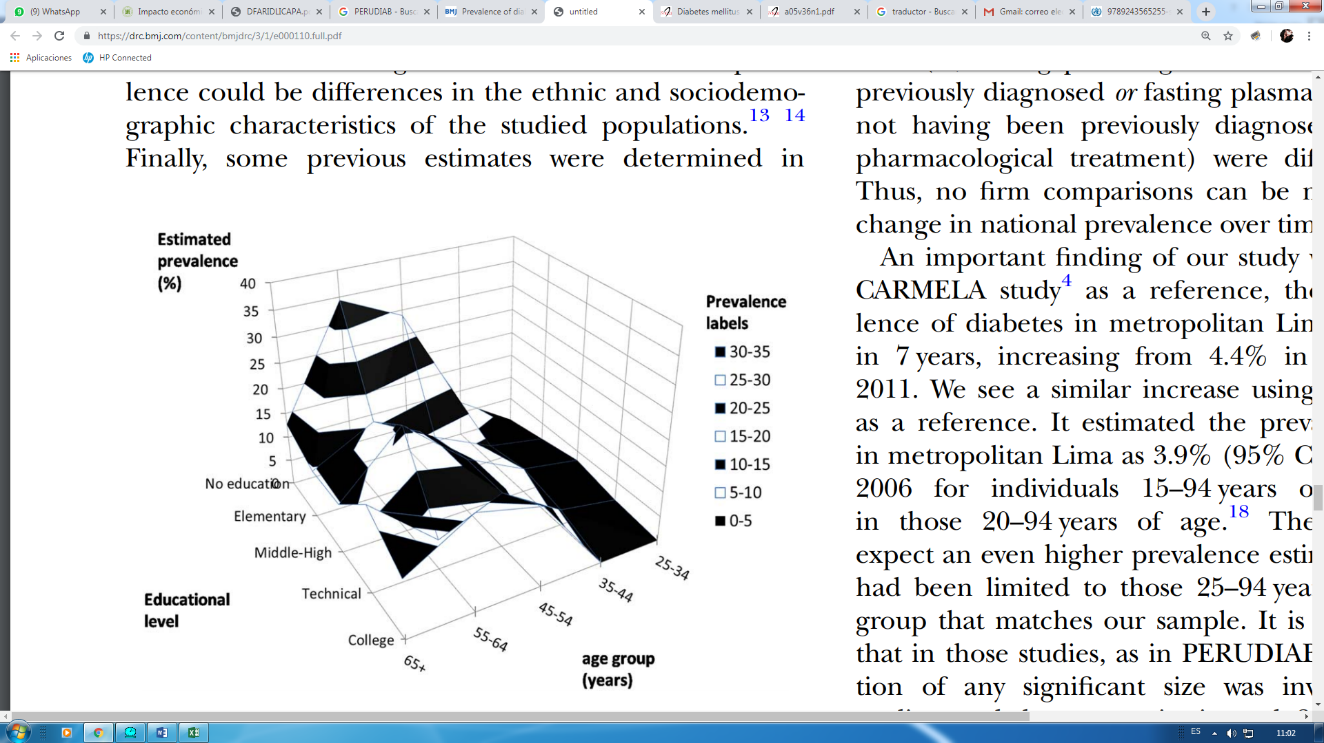 (9) WhatsApp
Impacto económ
DFARIDLICAPA.p
PERUDIAB - Busc
BMJ Prevalence of dia
untitled
Diabetes mellitus
a05v36n1.pdf
traductor - Busca
Gmail: correo ele
9789243565255-
https://drc.bmj.com/content/bmjdrc/3/1/e000110.full.pdf
Aplicaciones
HP Connected
lence could be differences in the ethnic and sociodemo-
graphic characteristics of the studied populations.13 14
Finally, some previous estimates were determined in
Estimated
prevalence
(%)
40
35
30
25
20
15
10
5
0
No education
Elementary
Middle-High
Technical
College
Educational
level
65+
55-64
45-54
35-44
25-34
age group
(years)
Prevalence
labels
30-35
25-30
20-25
15-20
10-15
5-10
0-5
previously diagnosed or fasting plasma
not having been previously diagnose
pharmacological treatment) were dif
Thus, no firm comparisons can be
change in national prevalence over tim
An important finding of our study
CARMELA study4 as a reference, the
lence of diabetes in metropolitan Lim
in 7 years, increasing from 4.4% in
2011. We see a similar increase using
as a reference. It estimated the prev
in metropolitan Lima as 3.9% (95% C
2006 for individuals 15–94 years o
in those 20–94 years of age.18 The
expect an even higher prevalence esti
had been limited to those 25–94 yea
group that matches our sample. It is
that in those studies, as in PERUDIAB
tion of any significant size was inv
ES
11:02